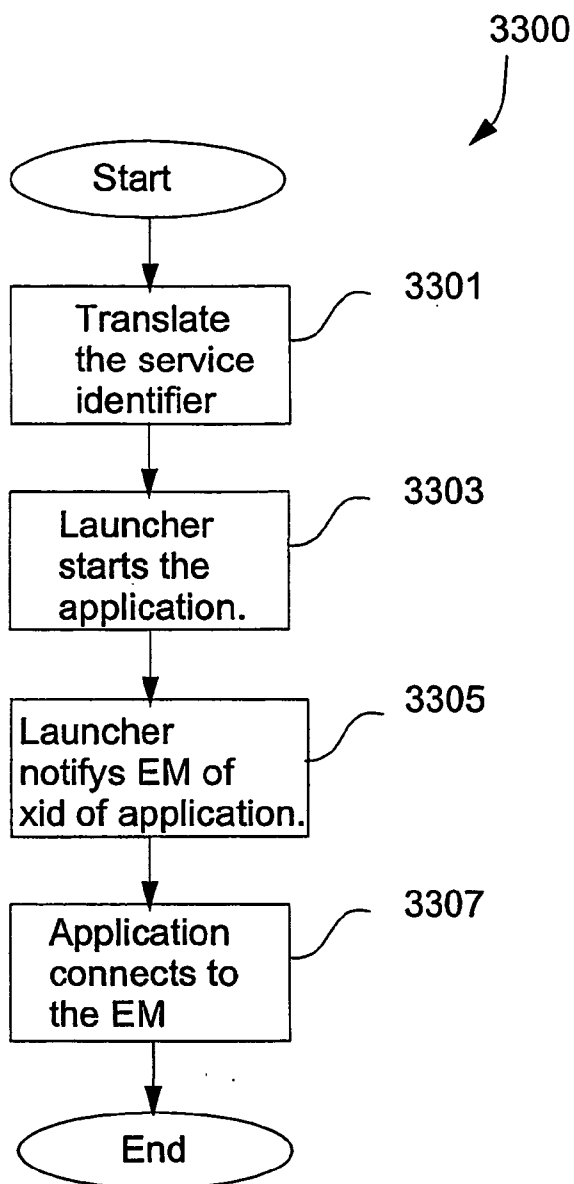 3300
Start
3301
Translate
the service
identifier
3303
Launcher
starts the
application.
3305
Launcher
notifys EM of
xid of application.
3307
Application
connects to
the EM
End